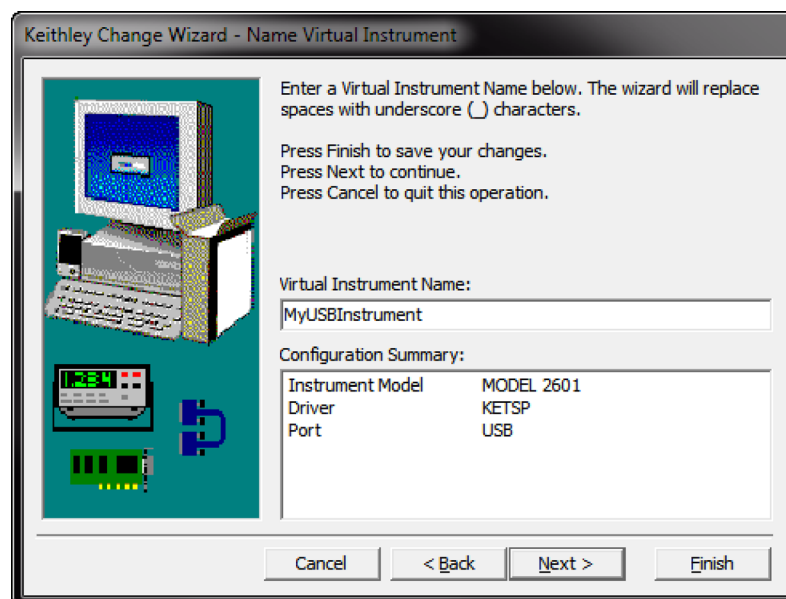 Keithley Change Wizard - Name Virtual Instrument
Enter a Virtual Instrument Name below. The wizard will replace
spaces with underscore (_) characters.
Press Finish to save your changes.
Press Next to continue.
Press Cancel to quit this operation.
Virtual Instrument Name:
MyUSBInstrument
Configuration Summary:
Instrument Model MODEL 2601
Driver KETSP
Port USB
1.234
Cancel < Back Next > Finish